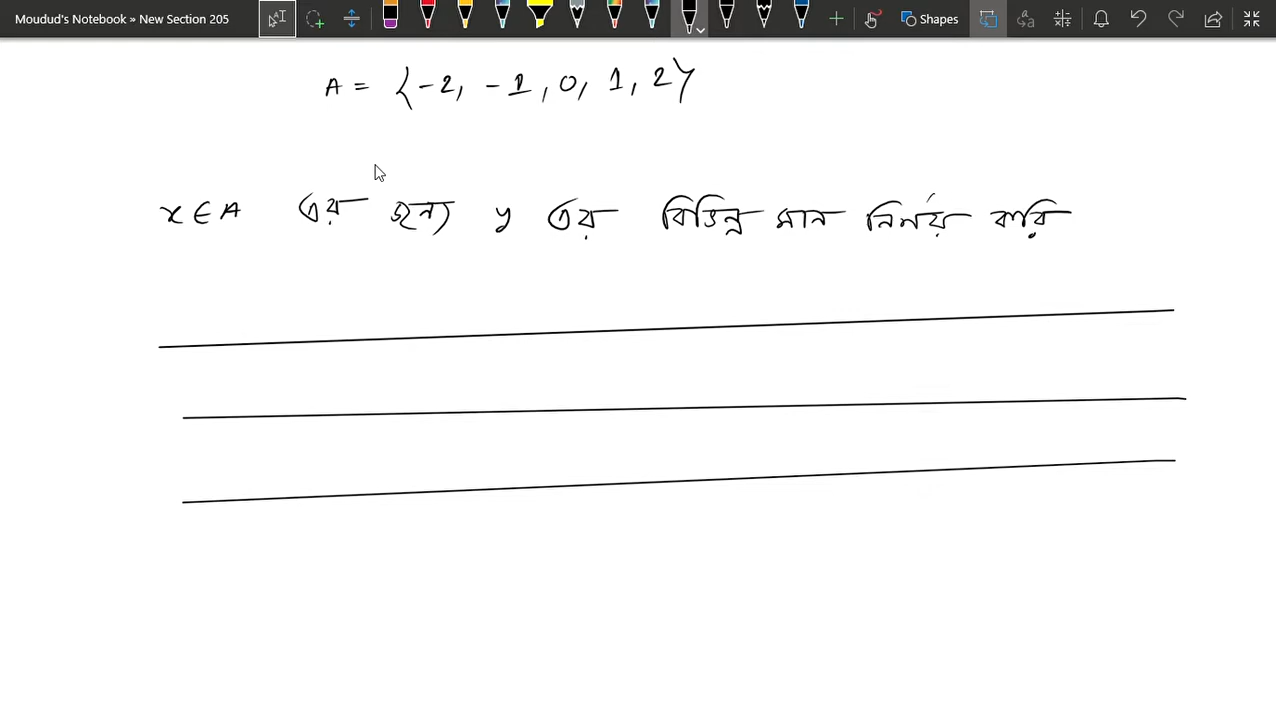 Moudud's Notebook » New Section 205
Shapes
A = {-2, -1, 0, 1, 2}
x ∈ A এর জন্য y এর বিভিন্ন মান নির্ণয় করি